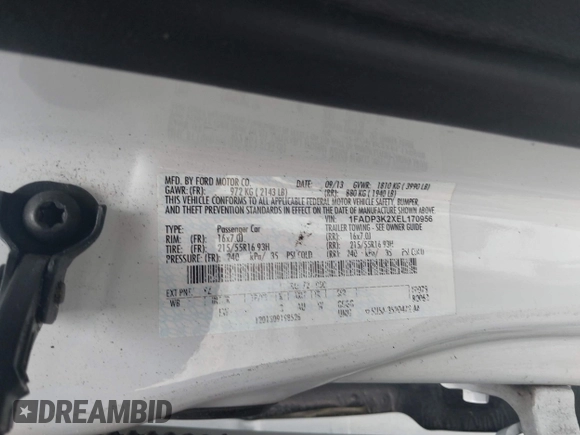 MFD. BY FORD MOTOR CO. DATE: 09/13 GVWR: 1810 KG ( 3990 LB)
GAWR: (FR): 972 KG ( 2143 LB) (RR): 880 KG ( 1940 LB)
THIS VEHICLE CONFORMS TO ALL APPLICABLE FEDERAL MOTOR VEHICLE SAFETY, BUMPER,
AND THEFT PREVENTION STANDARDS IN EFFECT ON THE DATE OF MANUFACTURE SHOWN ABOVE.
VIN: 1FADP3K2XEL170956
TYPE: Passenger Car TRAILER TOWING - SEE OWNER GUIDE
RIM: (FR): 16x7.0J (RR): 16x7.0J
TIRE: (FR): 215/55R16 93H (RR): 215/55R16 93H
PRESSURE: (FR): 240 kPa/ 35 PSI COLD (RR): 240 kPa/ 35 PSI COLD
EXT PNT:
WB
DREAMBID